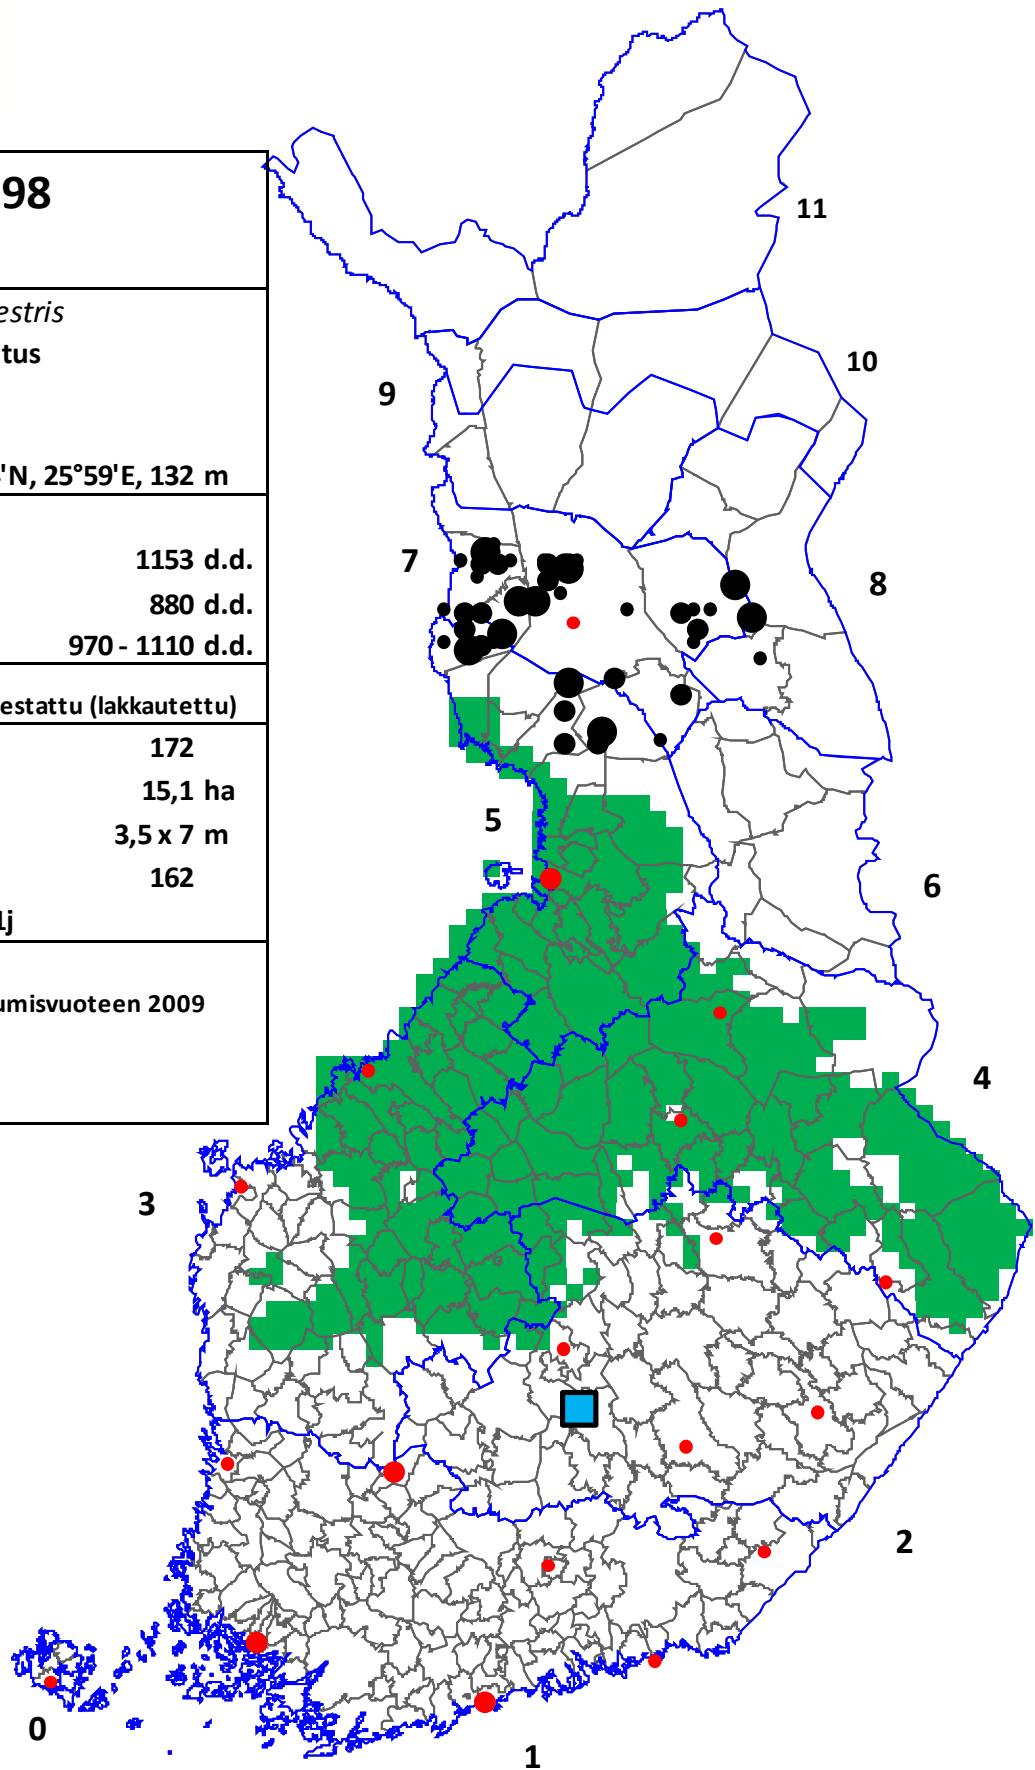 98
estris
tus
'N, 25°59'E, 132 m
1153 d.d.
880 d.d.
970 - 1110 d.d.
estattu (lakkautettu)
172
15,1 ha
3,5 x 7 m
162
j
umisvuoteen 2009
11
10
9
7
8
5
6
4
3
2
0
1